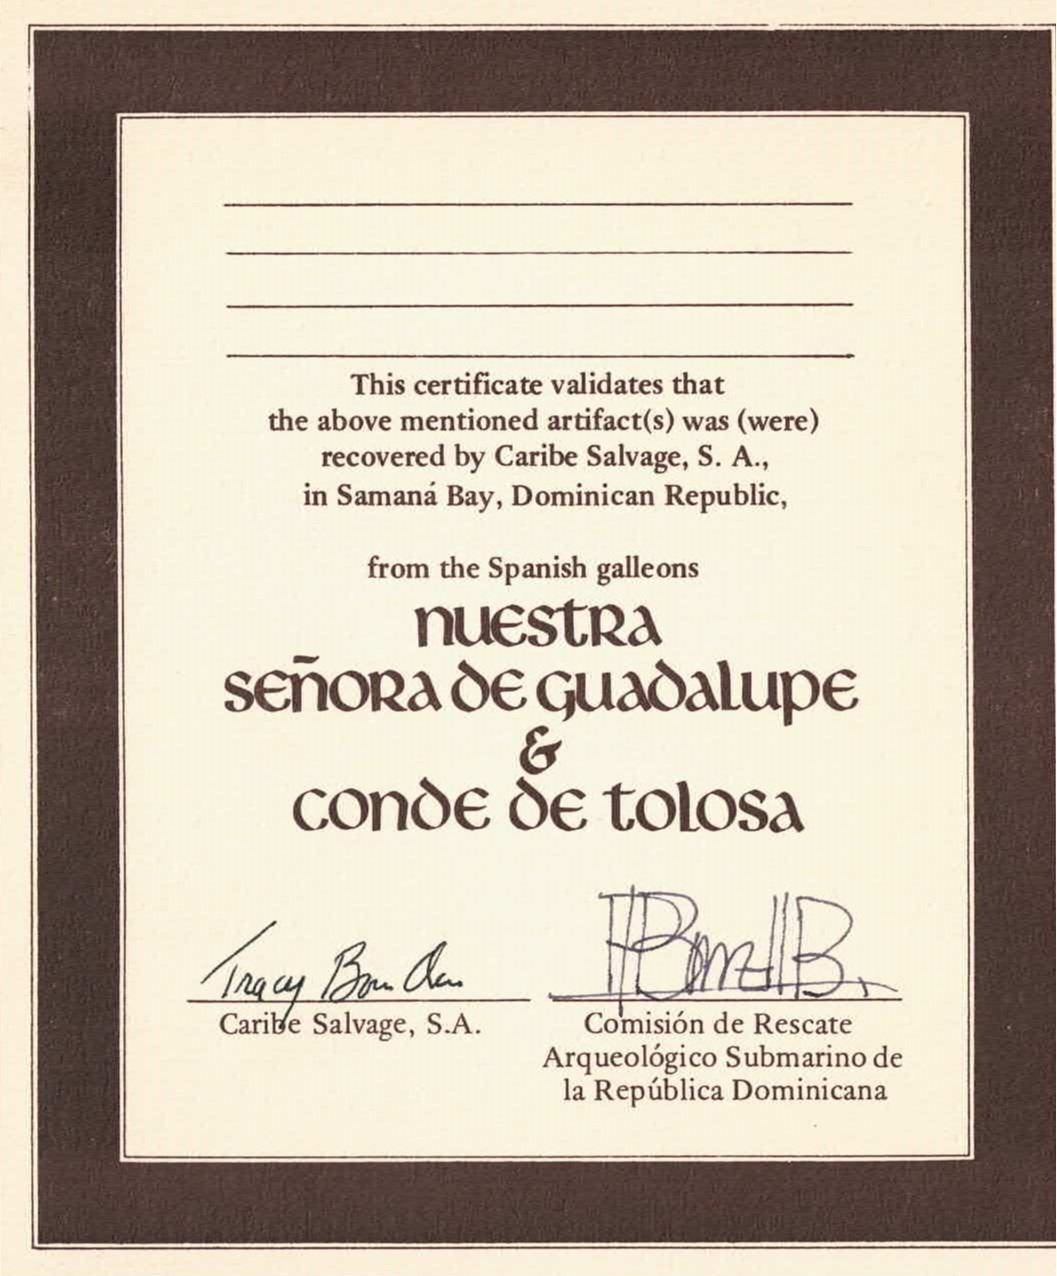 This certificate validates that
the above mentioned artifact(s) was (were)
recovered by Caribe Salvage, S. A.,
in Samaná Bay, Dominican Republic,
from the Spanish galleons
nuestra
señora de guadalupe
&
conde de tolosa
Tracy Bowden
Caribe Salvage, S.A.
Comisión de Rescate
Arqueológico Submarino de
la República Dominicana